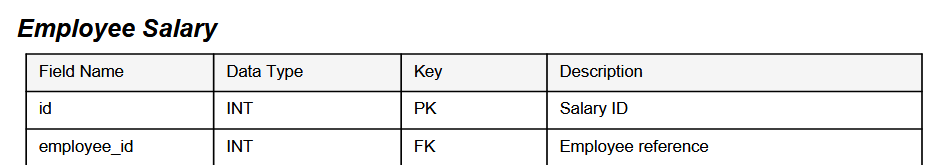 Employee Salary
Field Name Data Type Key Description
id INT PK Salary ID
employee_id INT FK Employee reference